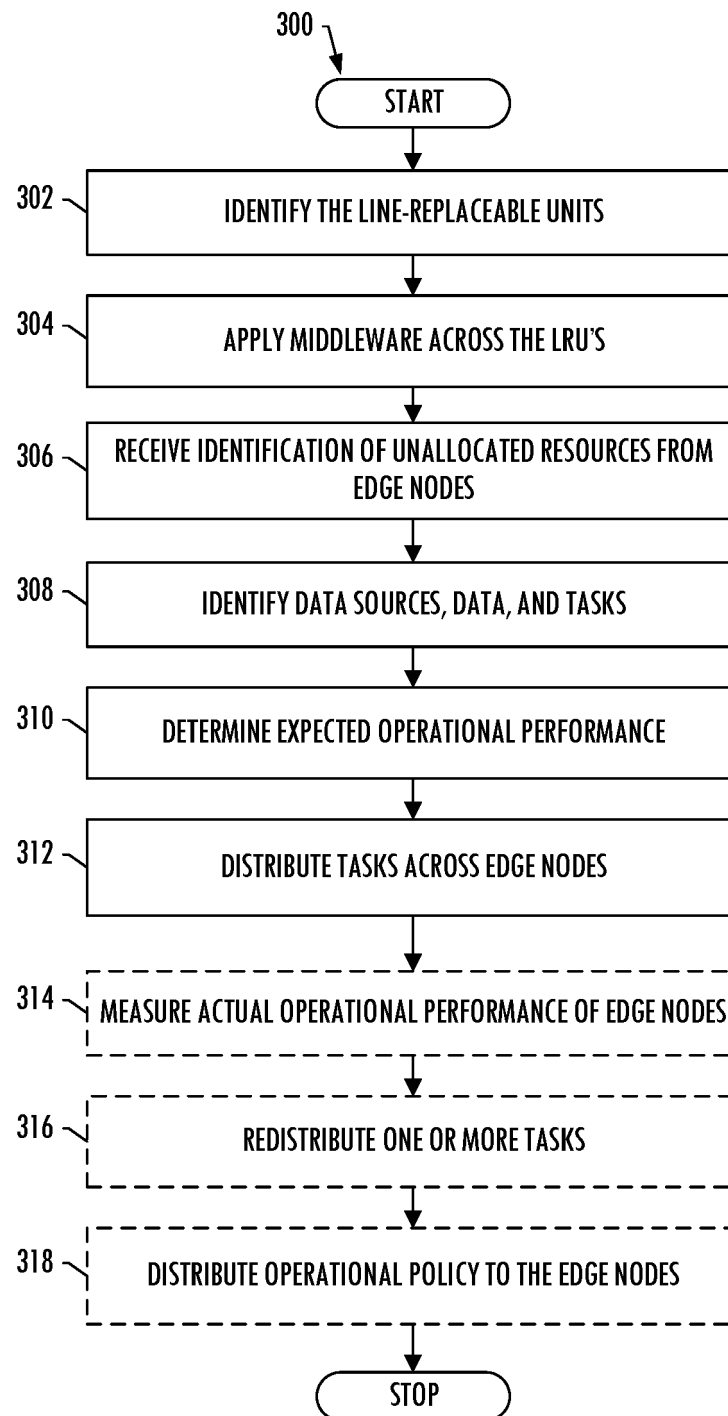 300
START
302
IDENTIFY THE LINE-REPLACEABLE UNITS
304
APPLY MIDDLEWARE ACROSS THE LRU'S
306
RECEIVE IDENTIFICATION OF UNALLOCATED RESOURCES FROM
EDGE NODES
308
IDENTIFY DATA SOURCES, DATA, AND TASKS
310
DETERMINE EXPECTED OPERATIONAL PERFORMANCE
312
DISTRIBUTE TASKS ACROSS EDGE NODES
314
MEASURE ACTUAL OPERATIONAL PERFORMANCE OF EDGE NODES
316
REDISTRIBUTE ONE OR MORE TASKS
318
DISTRIBUTE OPERATIONAL POLICY TO THE EDGE NODES
STOP